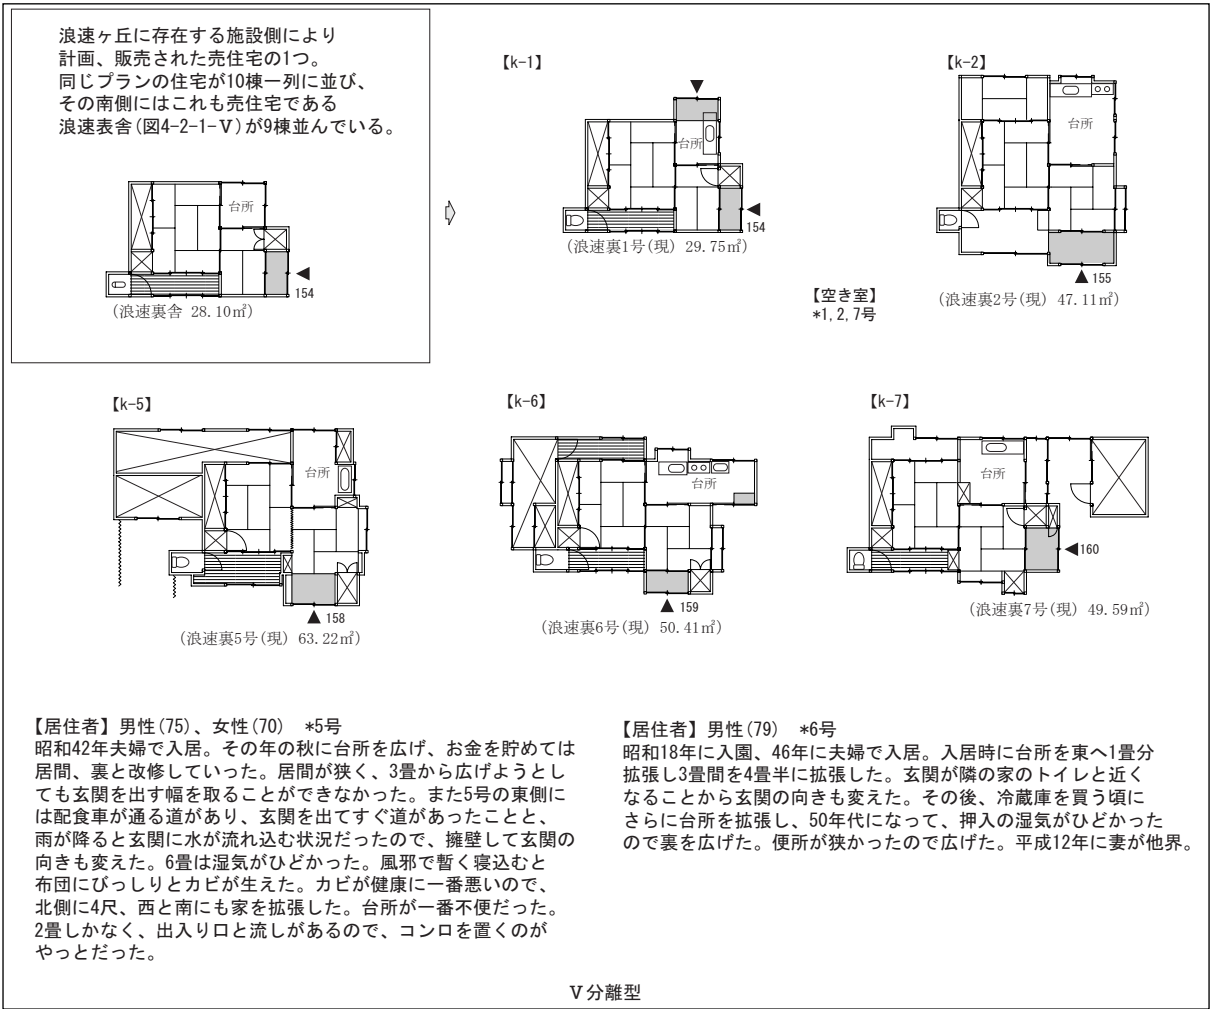 浪速ヶ丘に存在する施設側により
計画、販売された売住宅の1つ。
同じプランの住宅が10棟一列に並び、
その南側にはこれも売住宅である
浪速表舎(図4-2-1-Ⅴ)が9棟並んでいる。
台所
154
(浪速裏舎 28.10㎡)
【k-1】
台所
154
(浪速裏1号(現) 29.75㎡)
【k-2】
台所
155
(浪速裏2号(現) 47.11㎡)
【空き室】
*1,2,7号
【k-5】
台所
158
(浪速裏5号(現) 63.22㎡)
【k-6】
台所
159
(浪速裏6号(現) 50.41㎡)
【k-7】
台所
160
(浪速裏7号(現) 49.59㎡)
【居住者】男性(75)、女性(70) *5号
昭和42年夫婦で入居。その年の秋に台所を広げ、お金を貯めては
居間、裏と改修していった。居間が狭く、3畳から広げようとし
ても玄関を出す幅を取ることができなかった。また5号の東側に
は配食車が通る道があり、玄関を出てすぐ道があったことと、
雨が降ると玄関に水が流れ込む状況だったので、擁壁して玄関の
向きも変えた。6畳は湿気がひどかった。風邪で暫く寝込むと
布団にびっしりとカビが生えた。カビが健康に一番悪いので、
北側に4尺、西と南にも家を拡張した。台所が一番不便だった。
2畳しかなく、出入り口と流しがあるので、コンロを置くのが
やっとだった。
【居住者】男性(79) *6号
昭和18年に入園、46年に夫婦で入居。入居時に台所を東へ1畳分
拡張し3畳間を4畳半に拡張した。玄関が隣の家のトイレと近く
なることから玄関の向きも変えた。その後、冷蔵庫を買う頃に
さらに台所を拡張し、50年代になって、押入の湿気がひどかった
ので裏を広げた。便所が狭かったので広げた。平成12年に妻が他界。
Ⅴ分離型